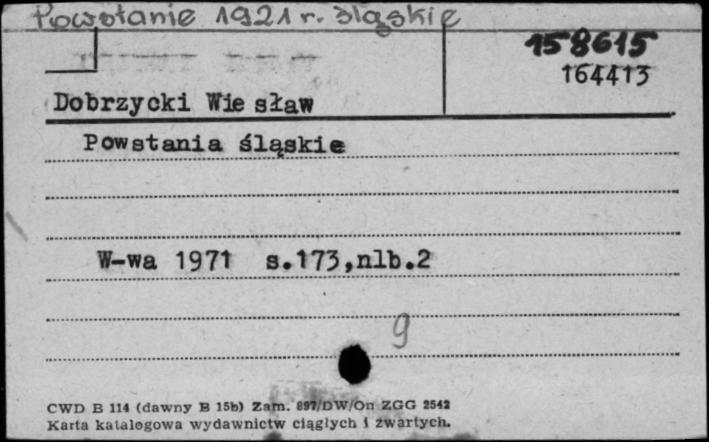 Powstanie 1921 r. śląskie
158615
164413
Dobrzycki Wiesław
Powstania śląskie
W-wa 1971 s.173,nlb.2
9
CWD B 114 (dawny B 15b) Zam. 897/DW/On ZGG 2542
Karta katalogowa wydawnictw ciągłych i zwartych.